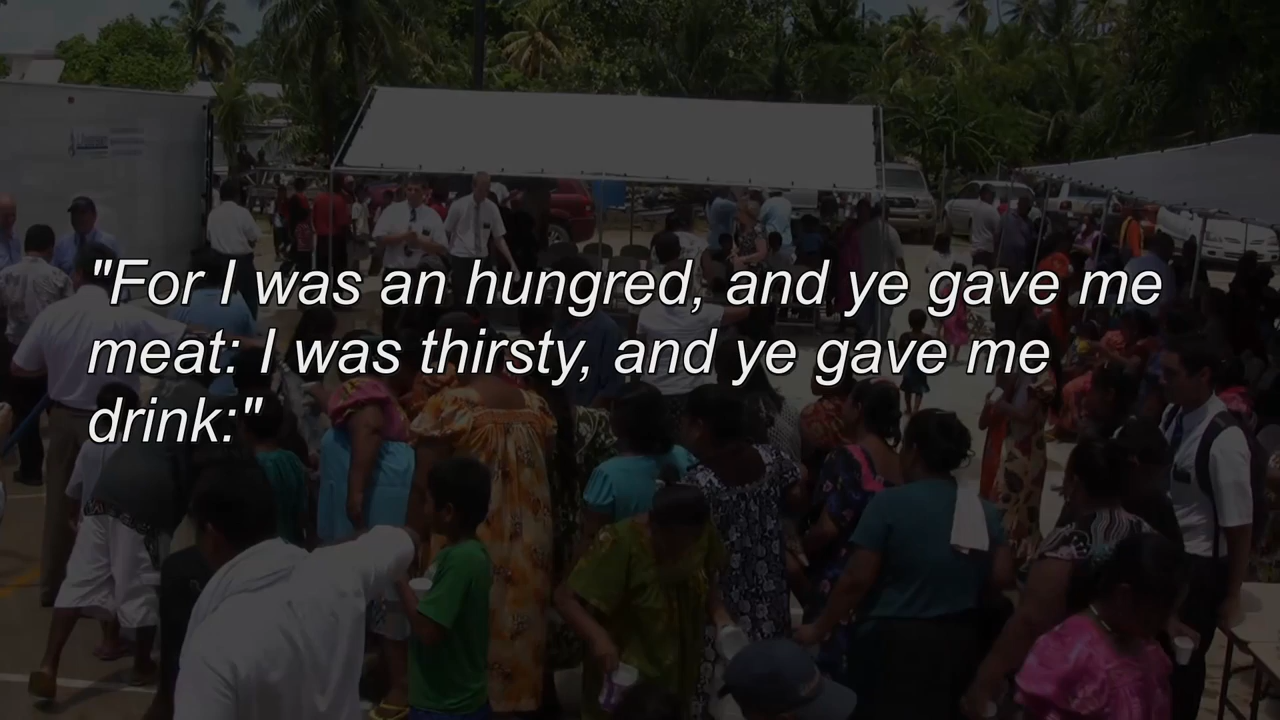 "For I was an hungred, and ye gave me
meat: I was thirsty, and ye gave me
drink:"